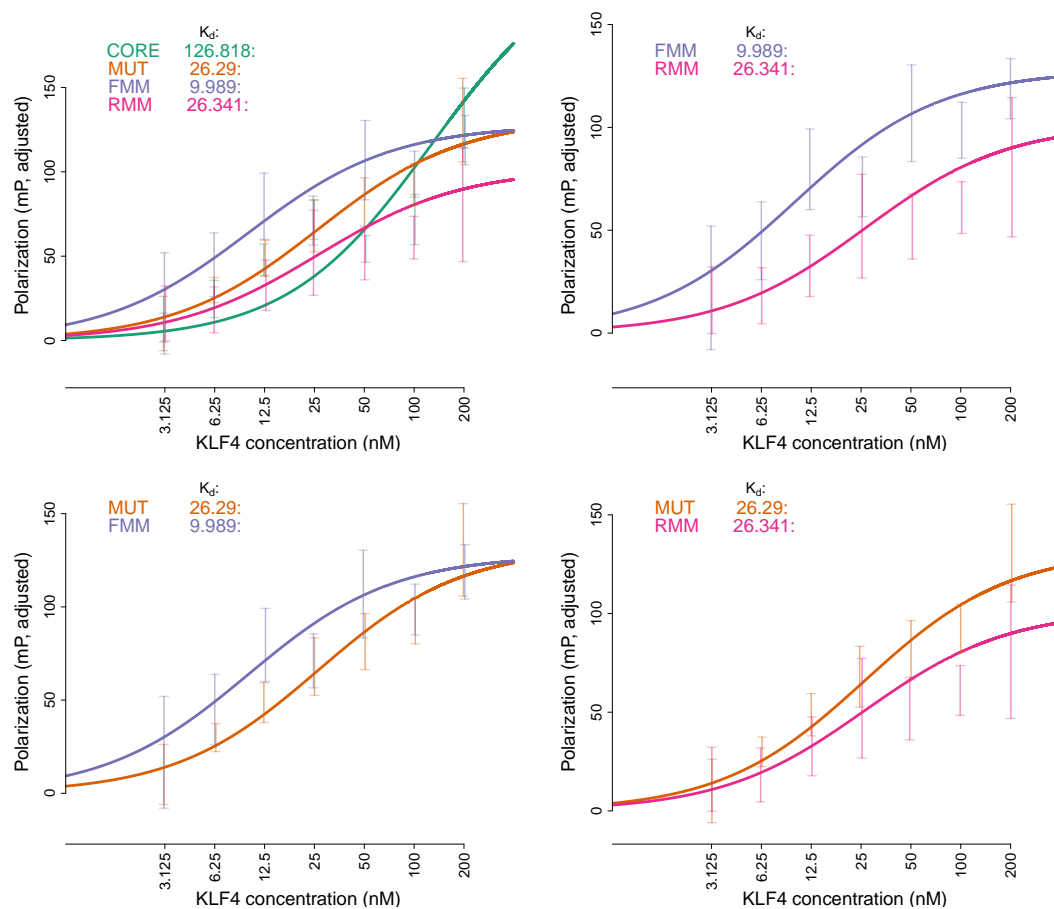 K_d:
CORE 126.818:
MUT 26.29:
FMM 9.989:
RMM 26.341:
Polarization (mP, adjusted)
0
50
100
150
3.125
6.25
12.5
25
50
100
200
KLF4 concentration (nM)
K_d:
FMM 9.989:
RMM 26.341:
Polarization (mP, adjusted)
0
50
100
150
3.125
6.25
12.5
25
50
100
200
KLF4 concentration (nM)
K_d:
MUT 26.29:
FMM 9.989:
Polarization (mP, adjusted)
0
50
100
150
3.125
6.25
12.5
25
50
100
200
KLF4 concentration (nM)
K_d:
MUT 26.29:
RMM 26.341:
Polarization (mP, adjusted)
0
50
100
150
3.125
6.25
12.5
25
50
100
200
KLF4 concentration (nM)